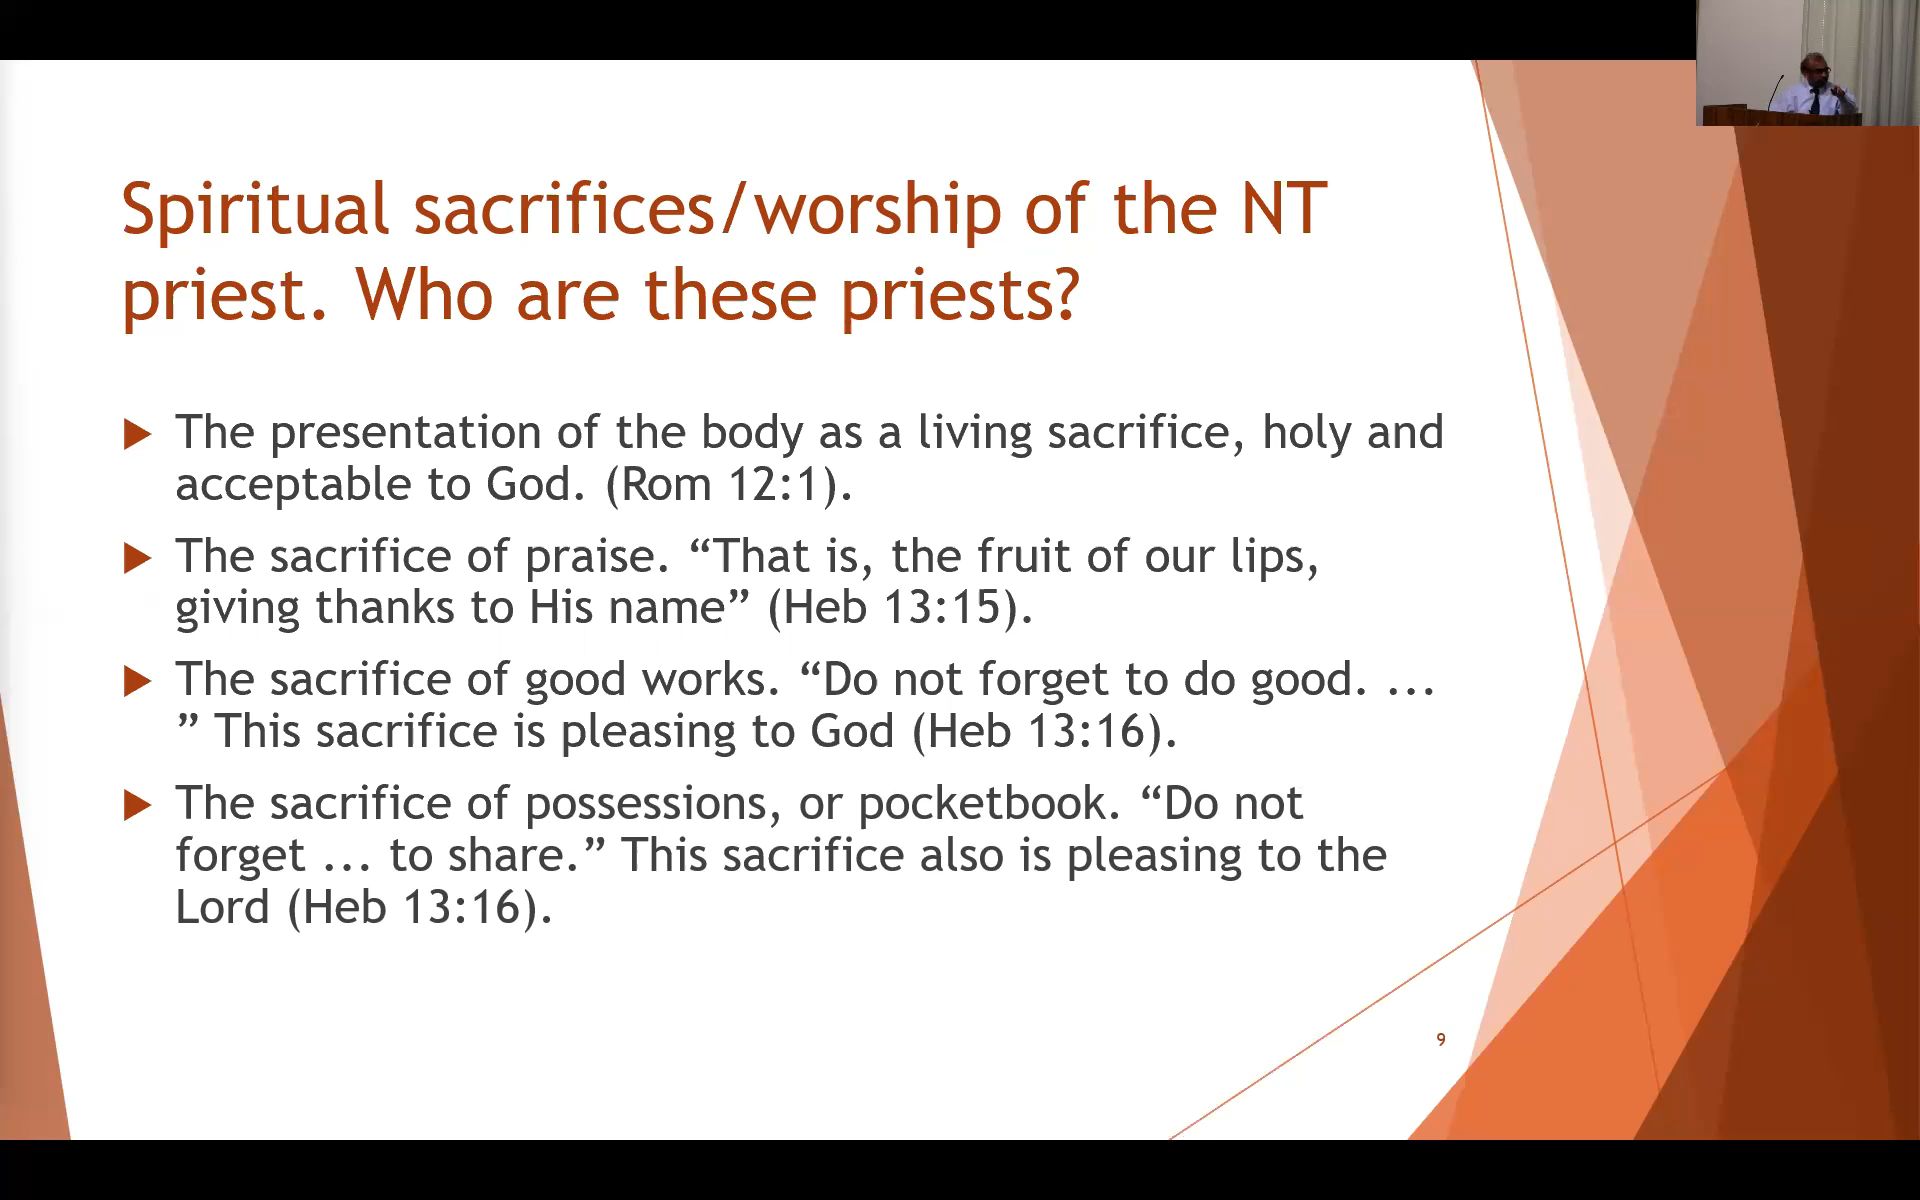 Spiritual sacrifices/worship of the NT
priest. Who are these priests?
The presentation of the body as a living sacrifice, holy and
acceptable to God. (Rom 12:1).
The sacrifice of praise. “That is, the fruit of our lips,
giving thanks to His name” (Heb 13:15).
The sacrifice of good works. “Do not forget to do good. ...
” This sacrifice is pleasing to God (Heb 13:16).
The sacrifice of possessions, or pocketbook. “Do not
forget ... to share.” This sacrifice also is pleasing to the
Lord (Heb 13:16).
9